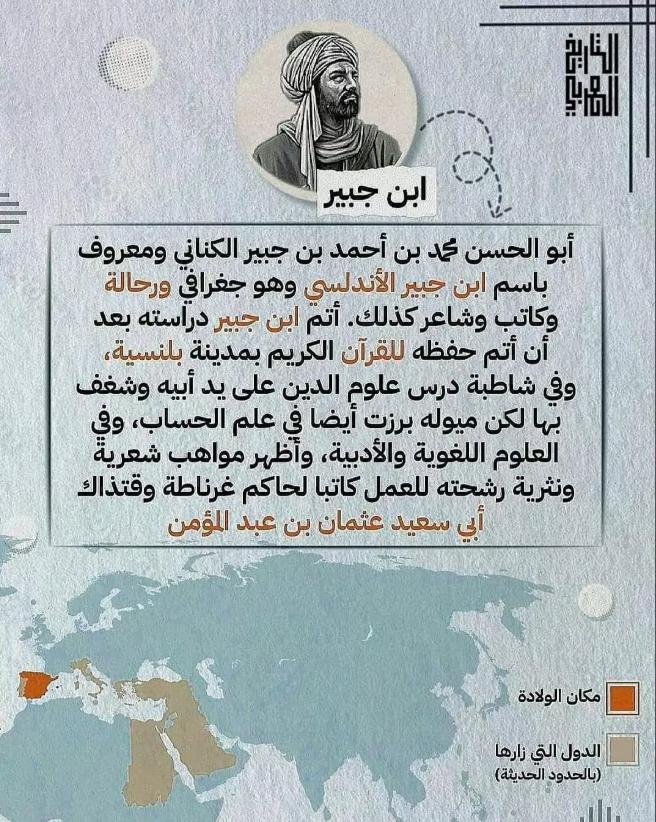 التاريخ
العربي
ابن جبير
أبو الحسن محمد بن أحمد بن جبير الكناني ومعروف
باسم ابن جبير الأندلسي وهو جغرافي ورحالة
وكاتب وشاعر كذلك. أتم ابن جبير دراسته بعد
أن أتم حفظه للقرآن الكريم بمدينة بلنسية،
وفي شاطبة درس علوم الدين على يد أبيه وشغف
بها لكن ميوله برزت أيضا في علم الحساب، وفي
العلوم اللغوية والأدبية، وأظهر مواهب شعرية
ونثرية رشحته للعمل كاتبا لحاكم غرناطة وقتذاك
أبي سعيد عثمان بن عبد المؤمن
مكان الولادة
الدول التي زارها
(بالحدود الحديثة)